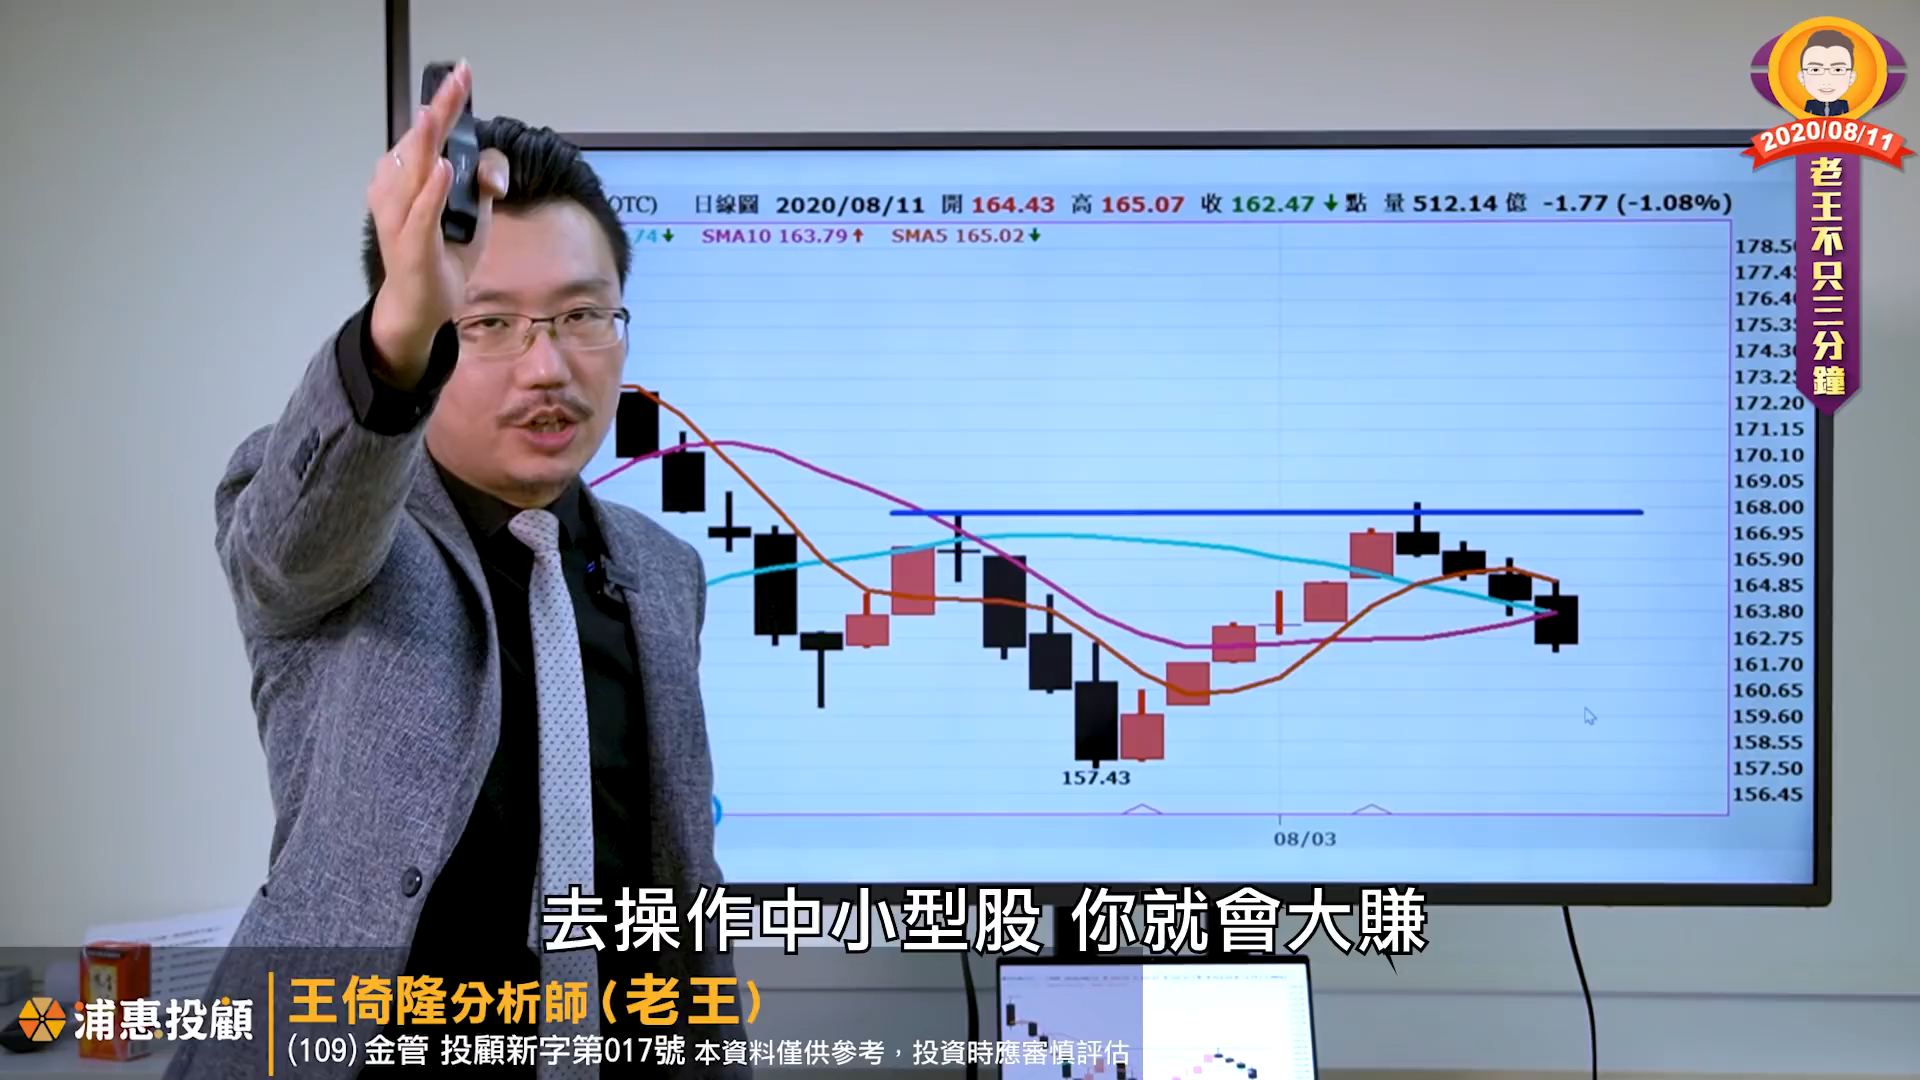 2020/08/11
老王不只三分鐘
OTC) 日線圖 2020/08/11 開 164.43 高 165.07 收 162.47↓點 量 512.14 億 -1.77 (-1.08%)
74↓ SMA10 163.79↑ SMA5 165.02↓
172.20
171.15
170.10
169.05
168.00
166.95
165.90
164.85
163.80
162.75
161.70
160.65
159.60
158.55
157.50
156.45
157.43
08/03
去操作中小型股 你就會大賺
浦惠投顧
王倚隆分析師(老王)
(109) 金管 投顧新字第017號 本資料僅供參考，投資時應審慎評估